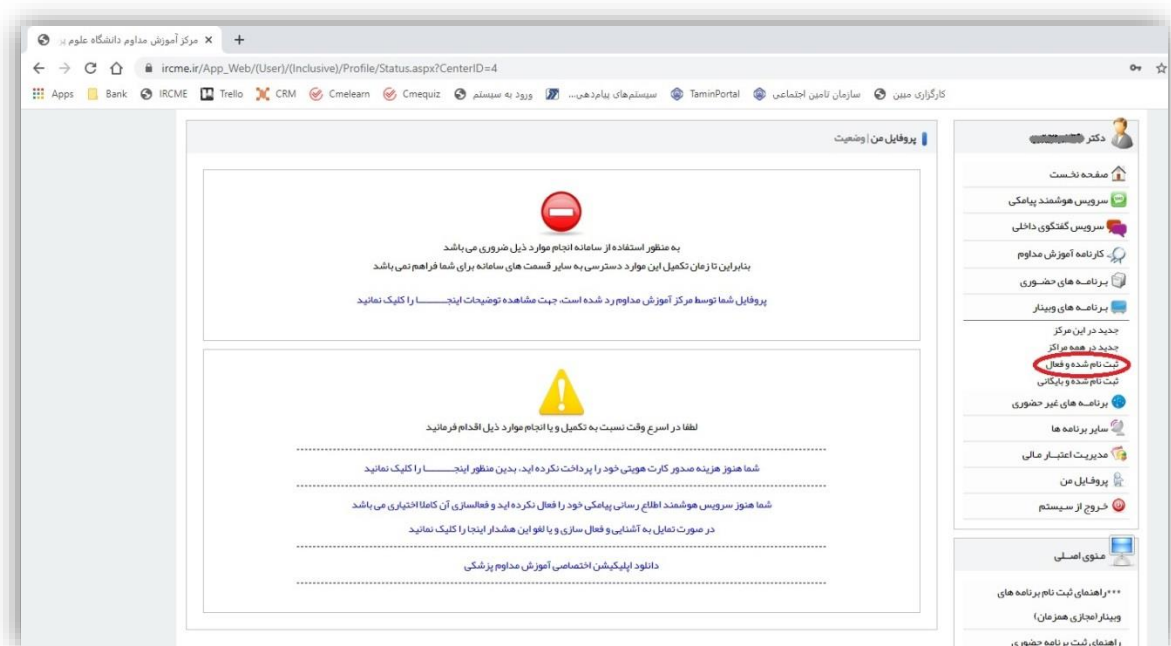 مرکز آموزش مداوم دانشگاه علوم پز
ircme.ir/App_Web/(User)/(Inclusive)/Profile/Status.aspx?CenterID=4
Apps Bank IRCME Trello CRM Cmelearn Cmequiz ورود به سیستم سیستم‌های پیام‌دهی... TaminPortal سازمان تامین اجتماعی کارگزاری مبین
دکتر
صفحه نخست
سرویس هوشمند پیامکی
سرویس گفتگوی داخلی
کارنامه آموزش مداوم
برنامه های حضوری
برنامه های وبینار
جدید در این مرکز
جدید در همه مراکز
ثبت نام شده و فعال
ثبت نام شده و بایگانی
برنامه های غیر حضوری
سایر برنامه ها
مدیریت اعتبار مالی
پروفایل من
خروج از سیستم
منوی اصلی
***راهنمای ثبت نام برنامه های
وبینار(مجازی همزمان)
راهنمای ثبت برنامه حضوری
پروفایل من | وضعیت
به منظور استفاده از سامانه انجام موارد ذیل ضروری می باشد
بنابراین تا زمان تکمیل این موارد دسترسی به سایر قسمت های سامانه برای شما فراهم نمی باشد
پروفایل شما توسط مرکز آموزش مداوم رد شده است، جهت مشاهده توضیحات اینجـــــــا را کلیک نمائید
لطفا در اسرع وقت نسبت به تکمیل و یا انجام موارد ذیل اقدام فرمائید
شما هنوز هزینه صدور کارت هویتی خود را پرداخت نکرده اید، بدین منظور اینجـــــــا را کلیک نمائید
شما هنوز سرویس هوشمند اطلاع رسانی پیامکی خود را فعال نکرده اید و فعالسازی آن کاملا اختیاری می باشد
در صورت تمایل به آشنایی و فعال سازی و یا لغو این هشدار اینجا را کلیک نمائید
دانلود اپلیکیشن اختصاصی آموزش مداوم پزشکی